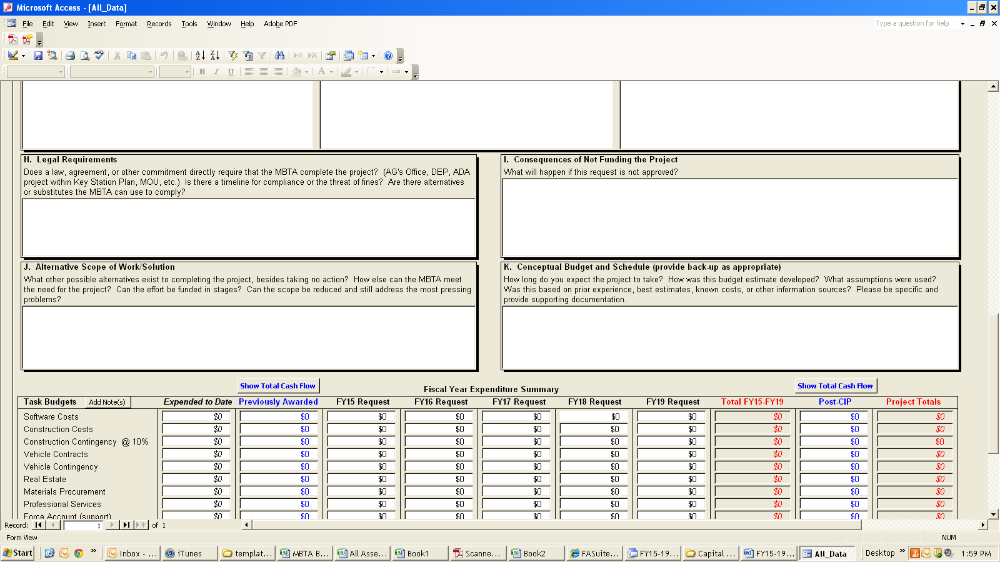 Microsoft Access - [All_Data]
File Edit View Insert Format Records Tools Window Help Adobe PDF
Type a question for help
H. Legal Requirements
Does a law, agreement, or other commitment directly require that the MBTA complete the project? (AG's Office, DEP, ADA
project within Key Station Plan, MOU, etc.) Is there a timeline for compliance or the threat of fines? Are there alternatives
or substitutes the MBTA can use to comply?
I. Consequences of Not Funding the Project
What will happen if this request is not approved?
J. Alternative Scope of Work/Solution
What other possible alternatives exist to completing the project, besides taking no action? How else can the MBTA meet
the need for the project? Can the effort be funded in stages? Can the scope be reduced and still address the most pressing
problems?
K. Conceptual Budget and Schedule (provide back-up as appropriate)
How long do you expect the project to take? How was this budget estimate developed? What assumptions were used?
Was this based on prior experience, best estimates, known costs, or other information sources? Please be specific and
provide supporting documentation.
Show Total Cash Flow
Fiscal Year Expenditure Summary
Show Total Cash Flow
Task Budgets Add Note(s) Expended to Date Previously Awarded FY15 Request FY16 Request FY17 Request FY18 Request FY19 Request Total FY15-FY19 Post-CIP Project Totals
Software Costs $0 $0 $0 $0 $0 $0 $0 $0 $0 $0
Construction Costs $0 $0 $0 $0 $0 $0 $0 $0 $0 $0
Construction Contingency @ 10% $0 $0 $0 $0 $0 $0 $0 $0 $0 $0
Vehicle Contracts $0 $0 $0 $0 $0 $0 $0 $0 $0 $0
Vehicle Contingency $0 $0 $0 $0 $0 $0 $0 $0 $0 $0
Real Estate $0 $0 $0 $0 $0 $0 $0 $0 $0 $0
Materials Procurement $0 $0 $0 $0 $0 $0 $0 $0 $0 $0
Professional Services $0 $0 $0 $0 $0 $0 $0 $0 $0 $0
Force Account (support) $0 $0 $0 $0 $0 $0 $0 $0 $0 $0
Record: 1 of 1
Form View
NUM
Start Inbox - ... iTunes templat... MBTA B... All Asse... Book1 Scanne... Book2 FASuite... FY15-19... Capital ... FY15-19... All_Data Desktop 1:59 PM